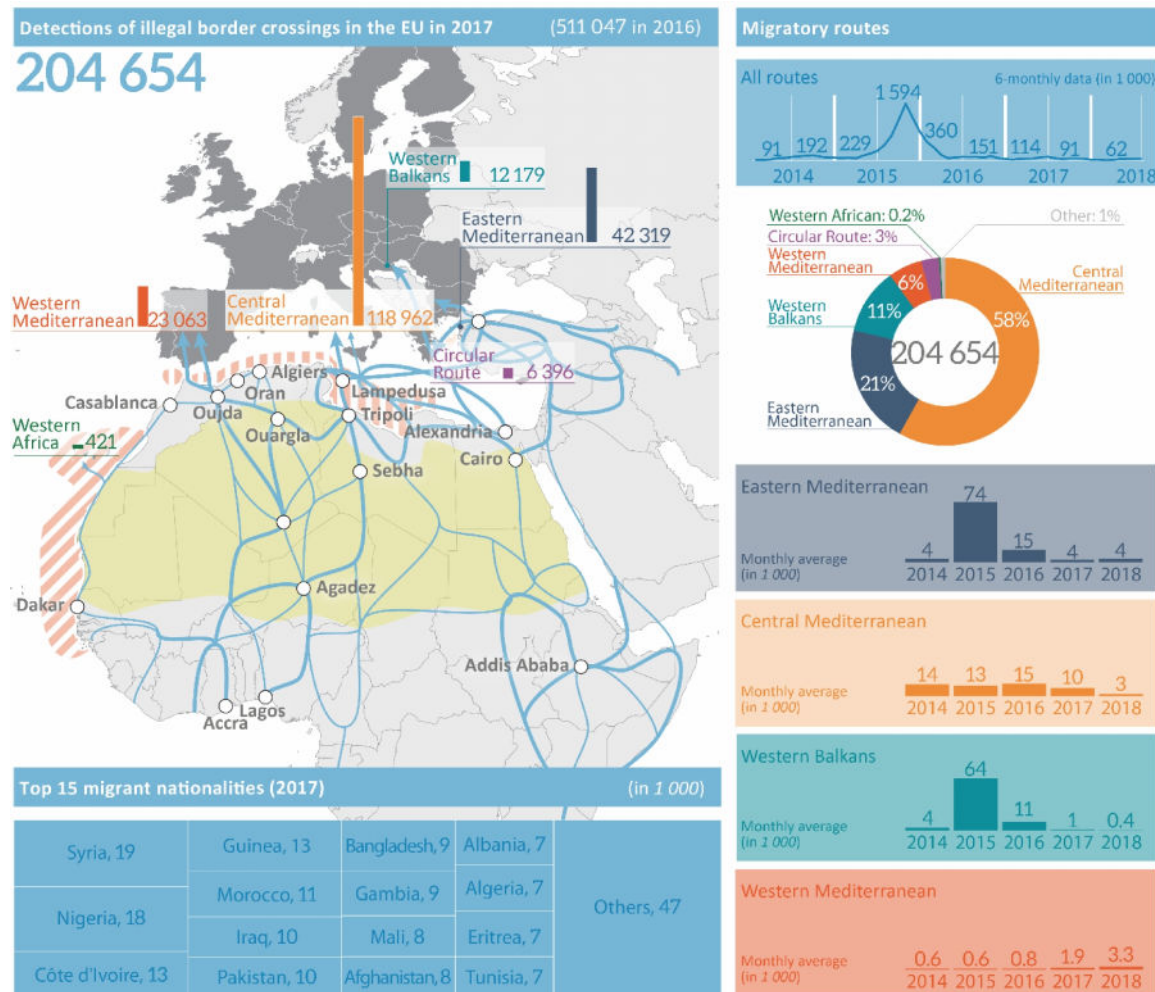 Detections of illegal border crossings in the EU in 2017 (511 047 in 2016)
204 654
Western
Balkans 12 179
Eastern
Mediterranean 42 319
Western
Mediterranean 23 063
Central
Mediterranean 118 962
Circular
Route 6 396
Western
Africa 421
Casablanca
Oujda
Oran
Algiers
Ouargla
Lampedusa
Tripoli
Alexandria
Cairo
Sebha
Agadez
Dakar
Addis Ababa
Accra
Lagos
Top 15 migrant nationalities (2017) (in 1 000)
Syria, 19
Nigeria, 18
Côte d'Ivoire, 13
Guinea, 13
Morocco, 11
Iraq, 10
Pakistan, 10
Bangladesh, 9
Gambia, 9
Mali, 8
Afghanistan, 8
Albania, 7
Algeria, 7
Eritrea, 7
Tunisia, 7
Others, 47
Migratory routes
All routes 6-monthly data (in 1 000)
91 192 229 1 594 360 151 114 91 62
2014 2015 2016 2017 2018
Western African: 0.2%
Other: 1%
Circular Route: 3%
Western
Mediterranean
6%
Central
Mediterranean
58%
Western
Balkans
11%
204 654
21%
Eastern
Mediterranean
Eastern Mediterranean
Monthly average
(in 1 000)
4 74 15 4 4
2014 2015 2016 2017 2018
Central Mediterranean
Monthly average
(in 1 000)
14 13 15 10 3
2014 2015 2016 2017 2018
Western Balkans
Monthly average
(in 1 000)
4 64 11 1 0.4
2014 2015 2016 2017 2018
Western Mediterranean
Monthly average
(in 1 000)
0.6 0.6 0.8 1.9 3.3
2014 2015 2016 2017 2018